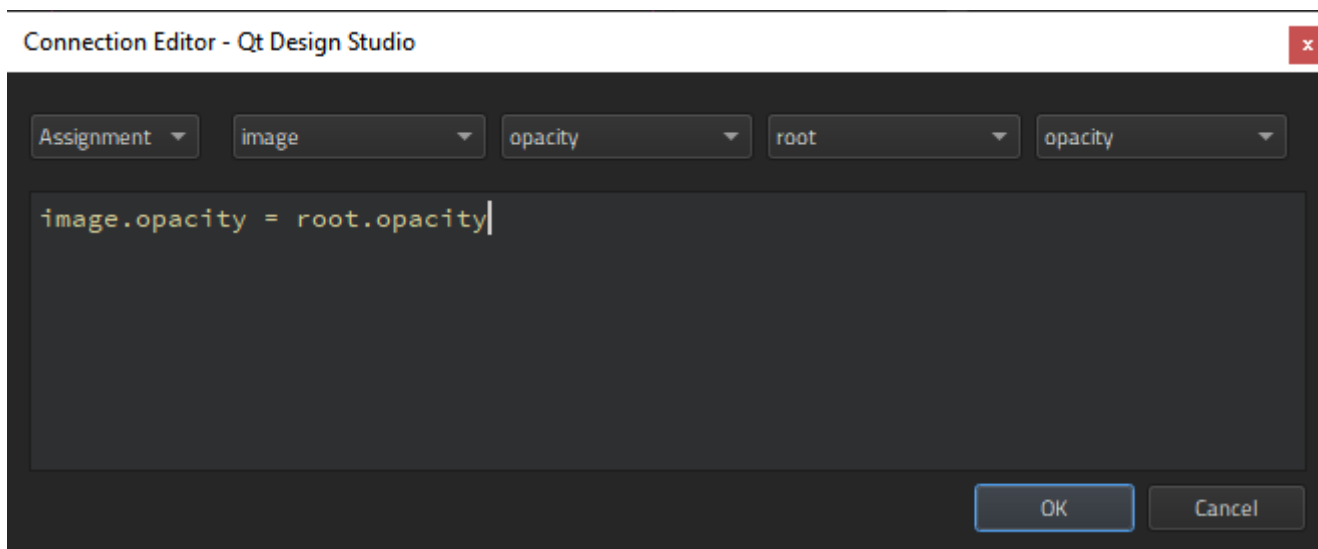 Connection Editor - Qt Design Studio
x
Assignment image opacity root opacity
image.opacity = root.opacity
OK Cancel